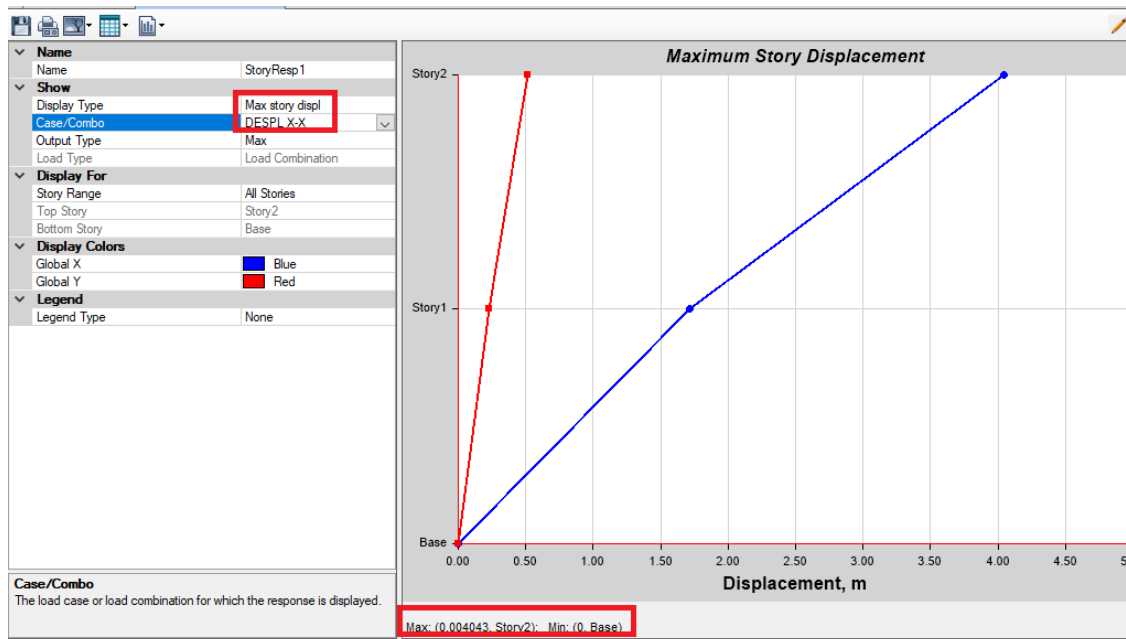 Name
Name StoryResp1
Show
Display Type Max story displ
Case/Combo DESPL X-X
Output Type Max
Load Type Load Combination
Display For
Story Range All Stories
Top Story Story2
Bottom Story Base
Display Colors
Global X Blue
Global Y Red
Legend
Legend Type None
Case/Combo
The load case or load combination for which the response is displayed.
Maximum Story Displacement
Story2
Story1
Base
0.00 0.50 1.00 1.50 2.00 2.50 3.00 3.50 4.00 4.50 5
Displacement, m
Max: (0.004043, Story2); Min: (0, Base)